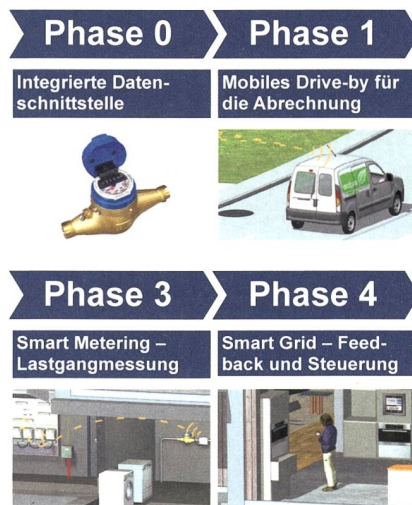 Phase 0
Phase 1
Integrierte Daten-
schnittstelle
Mobiles Drive-by für
die Abrechnung
Phase 3
Phase 4
Smart Metering –
Lastgangmessung
Smart Grid – Feed-
back und Steuerung